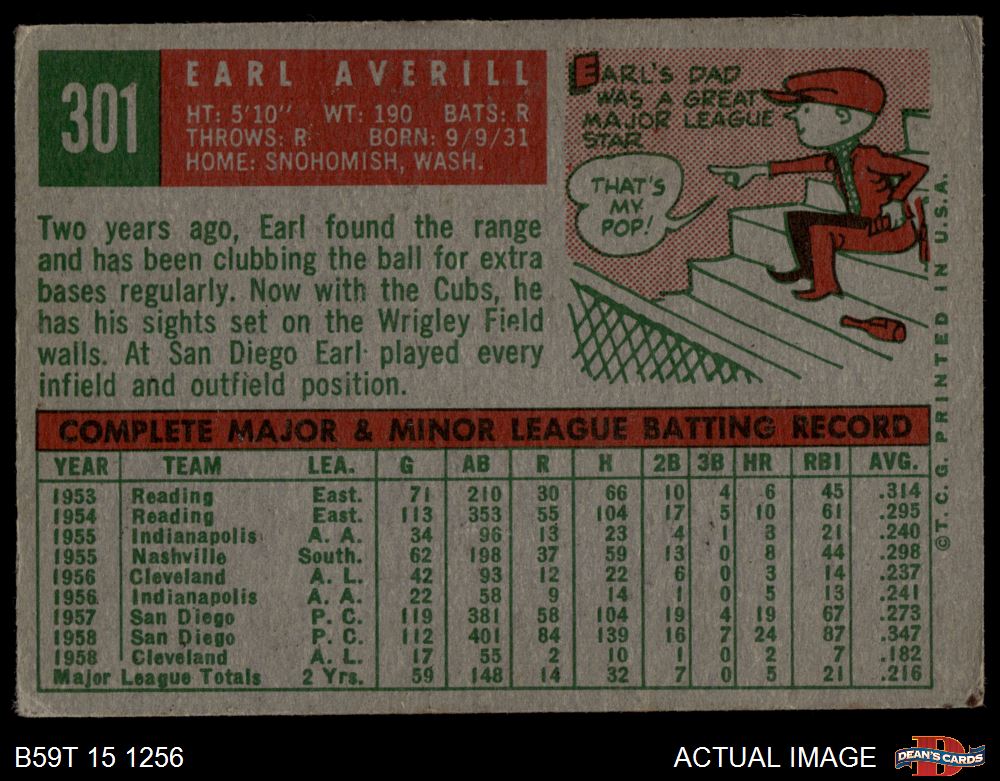 301
EARL AVERILL
HT: 5'10" WT: 190 BATS: R
THROWS: R BORN: 9/9/31
HOME: SNOHOMISH, WASH.
EARL'S DAD
WAS A GREAT
MAJOR LEAGUE
STAR
THAT'S
MY
POP!
Two years ago, Earl found the range
and has been clubbing the ball for extra
bases regularly. Now with the Cubs, he
has his sights set on the Wrigley Field
walls. At San Diego Earl played every
infield and outfield position.
COMPLETE MAJOR & MINOR LEAGUE BATTING RECORD
YEAR TEAM LEA. G AB R H 2B 3B HR RBI AVG.
1953 Reading East. 71 210 30 66 10 4 6 45 .314
1954 Reading East. 113 353 55 104 17 5 10 61 .295
1955 Indianapolis A. A. 34 96 13 23 4 1 3 21 .240
1955 Nashville South. 62 198 37 59 13 0 8 44 .298
1956 Cleveland A. L. 42 93 12 22 6 0 3 14 .237
1956 Indianapolis A. A. 22 58 9 14 1 0 5 13 .241
1957 San Diego P. C. 119 381 58 104 19 4 19 67 .273
1958 San Diego P. C. 112 401 84 139 16 7 24 87 .347
1958 Cleveland A. L. 17 55 2 10 1 0 2 7 .182
Major League Totals 2 Yrs. 59 148 14 32 7 0 5 21 .216
©T. C. G. PRINTED IN U.S.A.
B59T 15 1256
ACTUAL IMAGE
D
DEAN'S CARDS